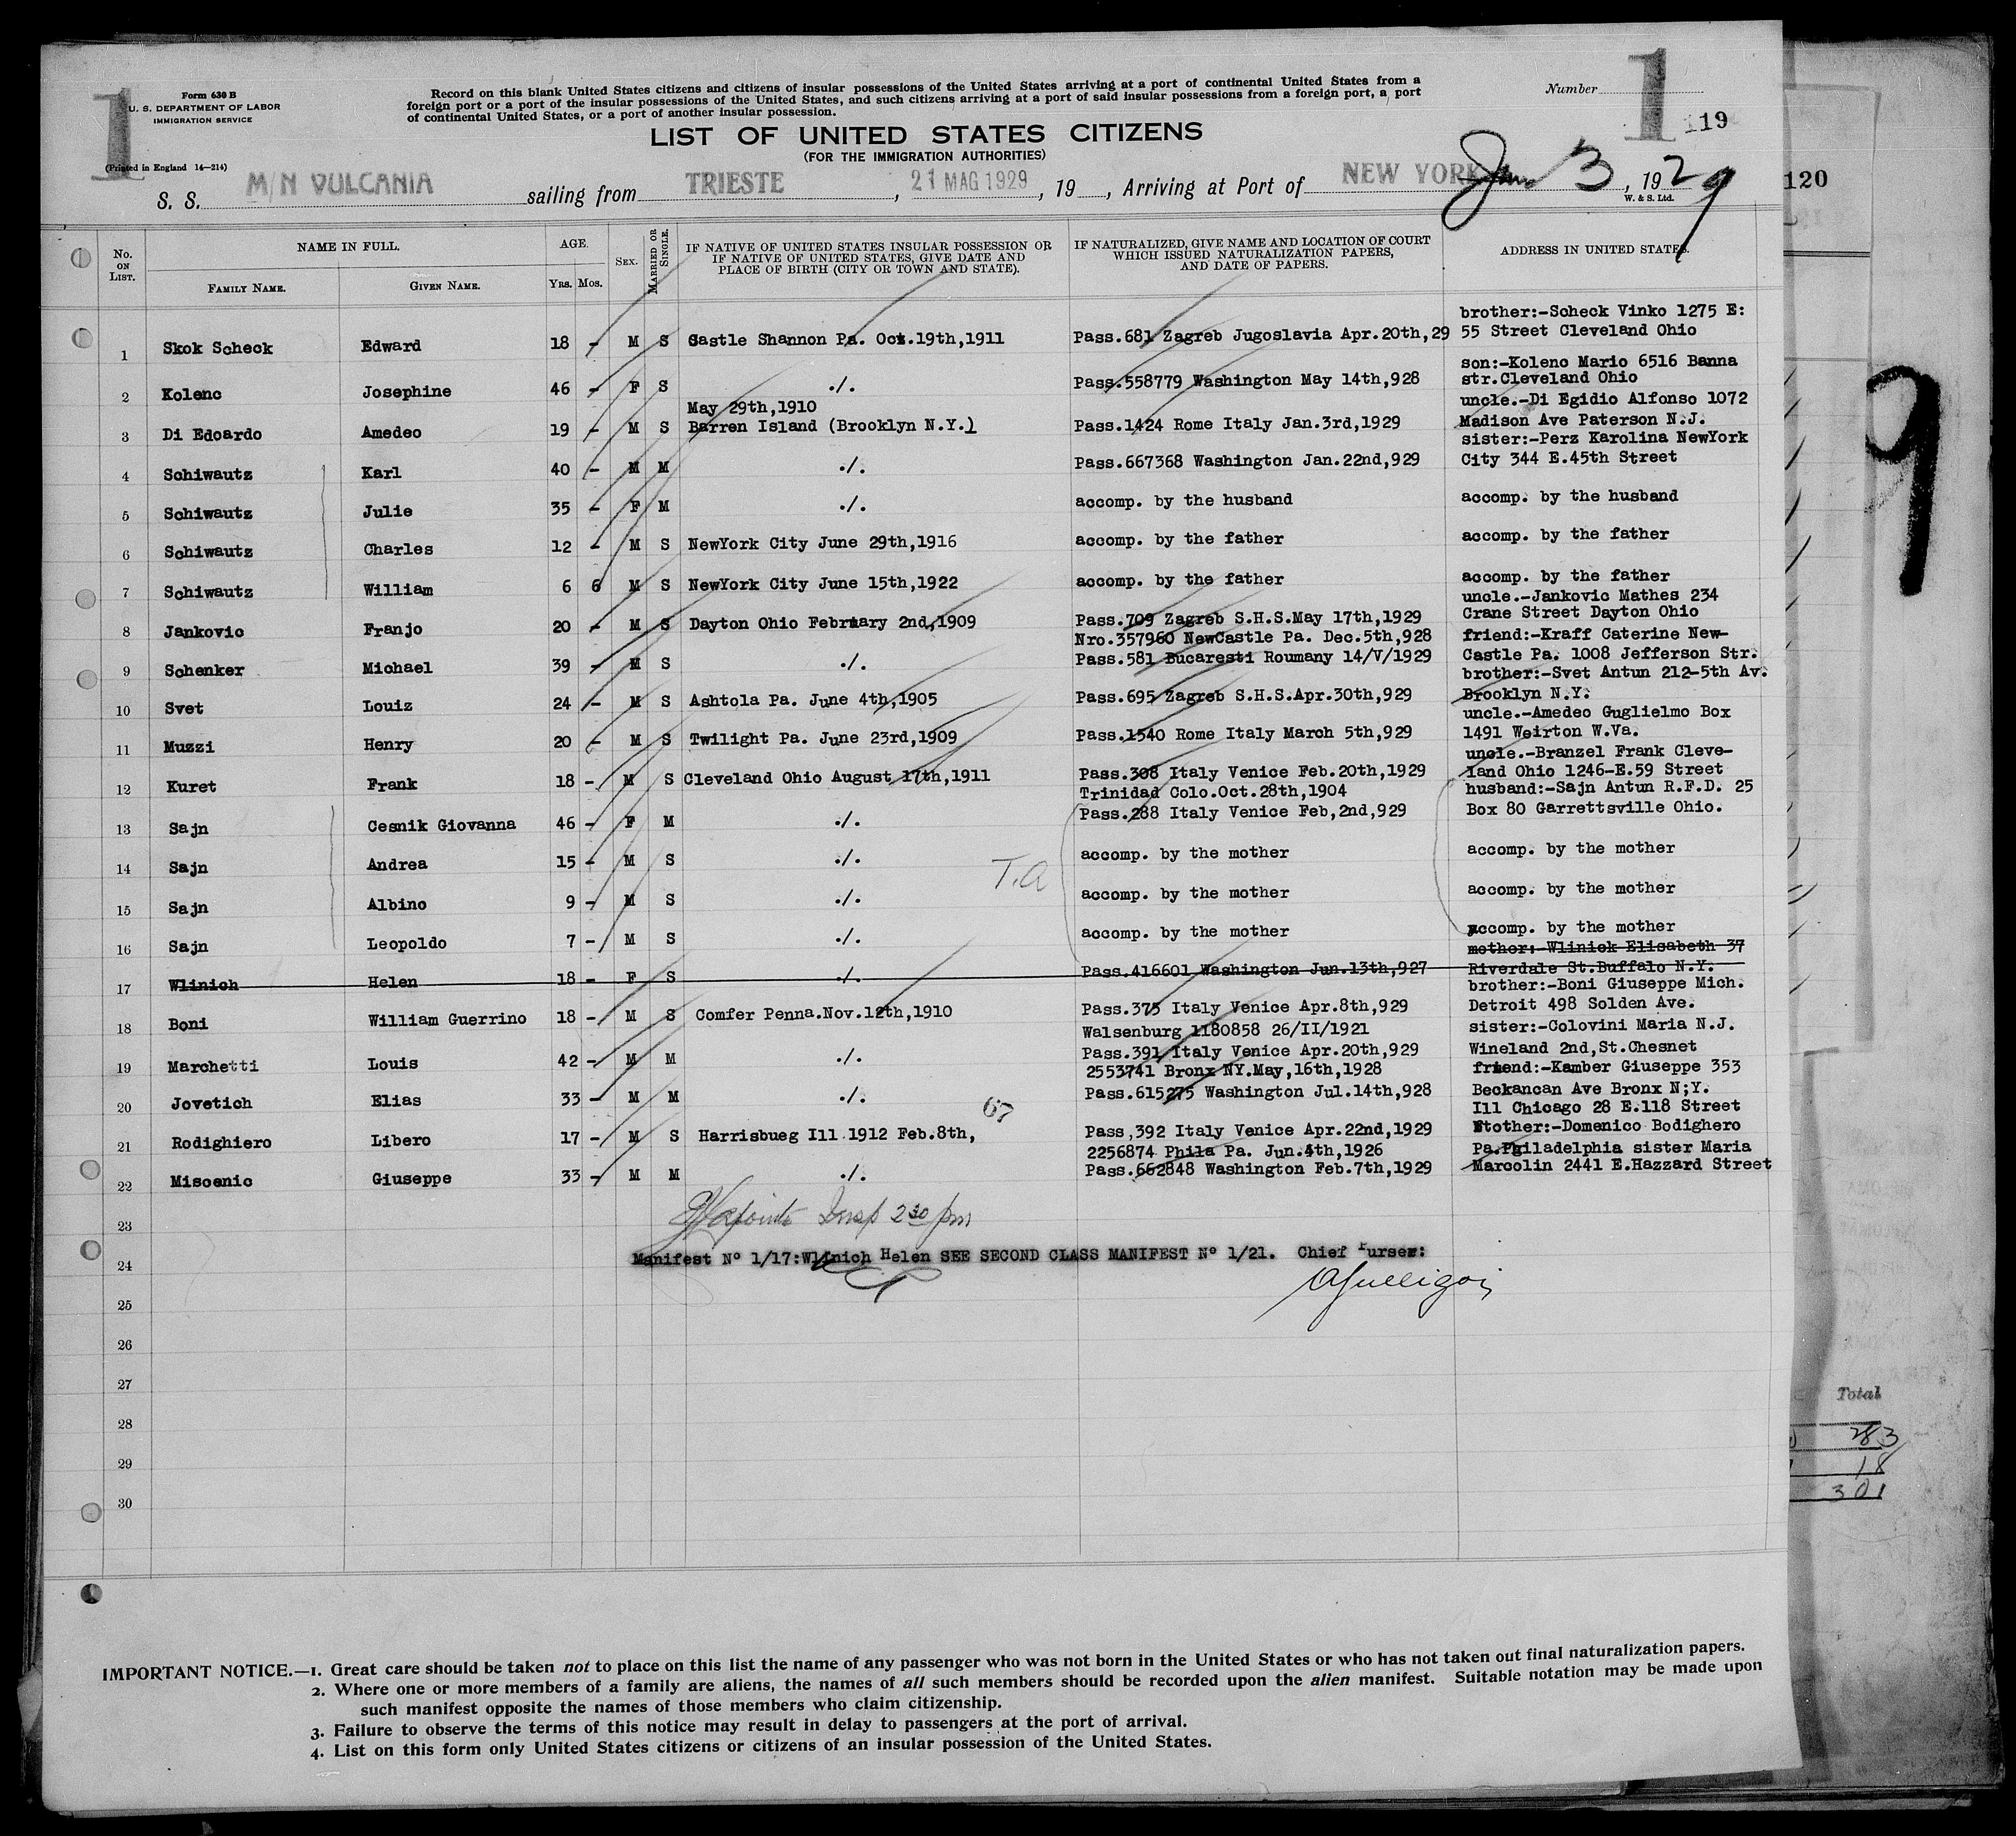 1
Form 630 B
U. S. DEPARTMENT OF LABOR
IMMIGRATION SERVICE
(Printed in England 14—214)
Record on this blank United States citizens and citizens of insular possessions of the United States arriving at a port of continental United States from a
foreign port or a port of the insular possessions of the United States, and such citizens arriving at a port of said insular possessions from a foreign port, a port
of continental United States, or a port of another insular possession.
Number
1
119
LIST OF UNITED STATES CITIZENS
(FOR THE IMMIGRATION AUTHORITIES)
S. S. M/N VULCANIA sailing from TRIESTE, 21 MAG 1929, 19, Arriving at Port of NEW YORK Jun 3, 1929
W. & S. Ltd.
120
No. ON LIST. NAME IN FULL. AGE. SEX. MARRIED OR SINGLE. IF NATIVE OF UNITED STATES INSULAR POSSESSION OR IF NATIVE OF UNITED STATES, GIVE DATE AND PLACE OF BIRTH (CITY OR TOWN AND STATE). IF NATURALIZED, GIVE NAME AND LOCATION OF COURT WHICH ISSUED NATURALIZATION PAPERS, AND DATE OF PAPERS. ADDRESS IN UNITED STATES.
FAMILY NAME. GIVEN NAME. YRS. MOS.
brother:-Scheck Vinko 1275 E:
1 Skok Scheck Edward 18 - M S Castle Shannon Pa. Oct.19th,1911 Pass.681 Zagreb Jugoslavia Apr.20th,29 55 Street Cleveland Ohio
son:-Kolenc Mario 6516 Banna
2 Kolenc Josephine 46 - F S ./. Pass.558779 Washington May 14th,928 str.Cleveland Ohio
May 29th,1910 uncle.-Di Egidio Alfonso 1072
3 Di Edoardo Amedeo 19 - M S Barren Island (Brooklyn N.Y.) Pass.1424 Rome Italy Jan.3rd,1929 Madison Ave Paterson N.J.
sister:-Perz Karolina NewYork
4 Schiwautz Karl 40 - M M ./. Pass.667368 Washington Jan.22nd,929 City 344 E.45th Street
5 Schiwautz Julie 35 - F M ./. accomp. by the husband accomp. by the husband
6 Schiwautz Charles 12 - M S NewYork City June 29th,1916 accomp. by the father accomp. by the father
7 Schiwautz William 6 6 M S NewYork City June 15th,1922 accomp. by the father accomp. by the father
uncle.-Jankovic Mathes 234
8 Jankovic Franjo 20 - M S Dayton Ohio Febrary 2nd,1909 Pass.709 Zagreb S.H.S.May 17th,1929 Crane Street Dayton Ohio
Nro.357960 NewCastle Pa. Dec.5th,928 friend:-Kraff Caterine New-
9 Schenker Michael 39 - M S ./. Pass.581 Bucaresti Roumany 14/V/1929 Castle Pa. 1008 Jefferson Str.
brother:-Svet Antun 212-5th Av.
10 Svet Louiz 24 - M S Ashtola Pa. June 4th,1905 Pass.695 Zagreb S.H.S.Apr.30th,929 Brooklyn N.Y.
uncle.-Amedeo Guglielmo Box
11 Muzzi Henry 20 - M S Twilight Pa. June 23rd,1909 Pass.1540 Rome Italy March 5th,929 1491 Weirton W.Va.
uncle.-Branzel Frank Cleve-
12 Kuret Frank 18 - M S Cleveland Ohio August 17th,1911 Pass.308 Italy Venice Feb.20th,1929 land Ohio 1246-E.59 Street
Trinidad Colo.Oct.28th,1904 husband:-Sajn Antun R.F.D. 25
13 Sajn Cesnik Giovanna 46 - F M ./. Pass.288 Italy Venice Feb,2nd,929 Box 80 Garrettsville Ohio.
14 Sajn Andrea 15 - M S ./. accomp. by the mother accomp. by the mother
T.A
15 Sajn Albino 9 - M S ./. accomp. by the mother accomp. by the mother
16 Sajn Leopoldo 7 - M S ./. accomp. by the mother accomp. by the mother
mother:-Wlinick Elisabeth 37
17 Wlinich Helen 18 - F S ./. Pass.416601 Washington Jun.13th,927 Riverdale St.Buffalo N.Y.
brother:-Boni Giuseppe Mich.
18 Boni William Guerrino 18 - M S Comfer Penna.Nov.12th,1910 Pass.375 Italy Venice Apr.8th,929 Detroit 498 Solden Ave.
Walsenburg 1180858 26/II/1921 sister:-Colovini Maria N.J.
19 Marchetti Louis 42 - M M ./. Pass.391 Italy Venice Apr.20th,929 Wineland 2nd,St.Chesnet
2553741 Bronx NY.May,16th,1928 friend:-Kamber Giuseppe 353
20 Jovetich Elias 33 - M M ./. Pass.615275 Washington Jul.14th,928 Beckancan Ave Bronx N;Y.
67 Ill Chicago 28 E.118 Street
21 Rodighiero Libero 17 - M S Harrisbueg Ill 1912 Feb.8th, Pass,392 Italy Venice Apr.22nd,1929 :-Domenico Bodighero
2256874 Phila Pa. Jun.4th,1926 Pa.Philadelphia sister Maria
22 Miscenic Giuseppe 33 - M M ./. Pass.662848 Washington Feb.7th,1929 Marcolin 2441 E.Hazzard Street
23 Insp 2 30 pm
24 Manifest Nº 1/17:Wlinich Helen SEE SECOND CLASS MANIFEST Nº 1/21. Chief Purser:
25
26
27
28
29
30
9
Total
283
18
301
IMPORTANT NOTICE.—1. Great care should be taken not to place on this list the name of any passenger who was not born in the United States or who has not taken out final naturalization papers.
2. Where one or more members of a family are aliens, the names of all such members should be recorded upon the alien manifest. Suitable notation may be made upon
such manifest opposite the names of those members who claim citizenship.
3. Failure to observe the terms of this notice may result in delay to passengers at the port of arrival.
4. List on this form only United States citizens or citizens of an insular possession of the United States.